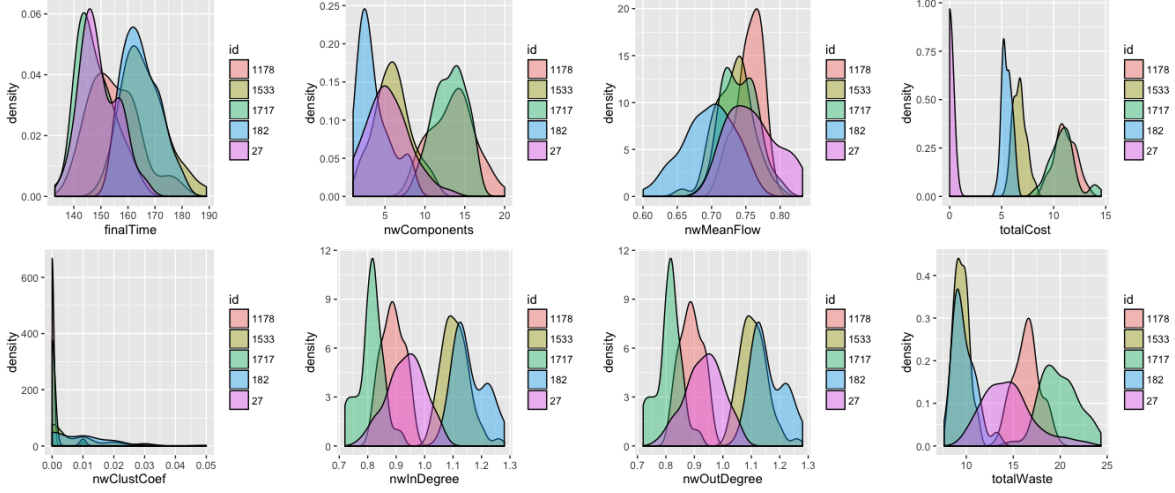 density
0.06
0.04
0.02
0.00
140 150 160 170 180 190
finalTime
id
1178
1533
1717
182
27
density
0.25
0.20
0.15
0.10
0.05
0.00
5 10 15 20
nwComponents
id
1178
1533
1717
182
27
density
20
15
10
5
0
0.60 0.65 0.70 0.75 0.80
nwMeanFlow
id
1178
1533
1717
182
27
density
1.00
0.75
0.50
0.25
0.00
0 5 10 15
totalCost
id
1178
1533
1717
182
27
density
600
400
200
0
0.00 0.01 0.02 0.03 0.04 0.05
nwClustCoef
id
1178
1533
1717
182
27
density
12
9
6
3
0
0.7 0.8 0.9 1.0 1.1 1.2 1.3
nwInDegree
id
1178
1533
1717
182
27
density
12
9
6
3
0
0.7 0.8 0.9 1.0 1.1 1.2 1.3
nwOutDegree
id
1178
1533
1717
182
27
density
0.4
0.3
0.2
0.1
0.0
10 15 20 25
totalWaste
id
1178
1533
1717
182
27